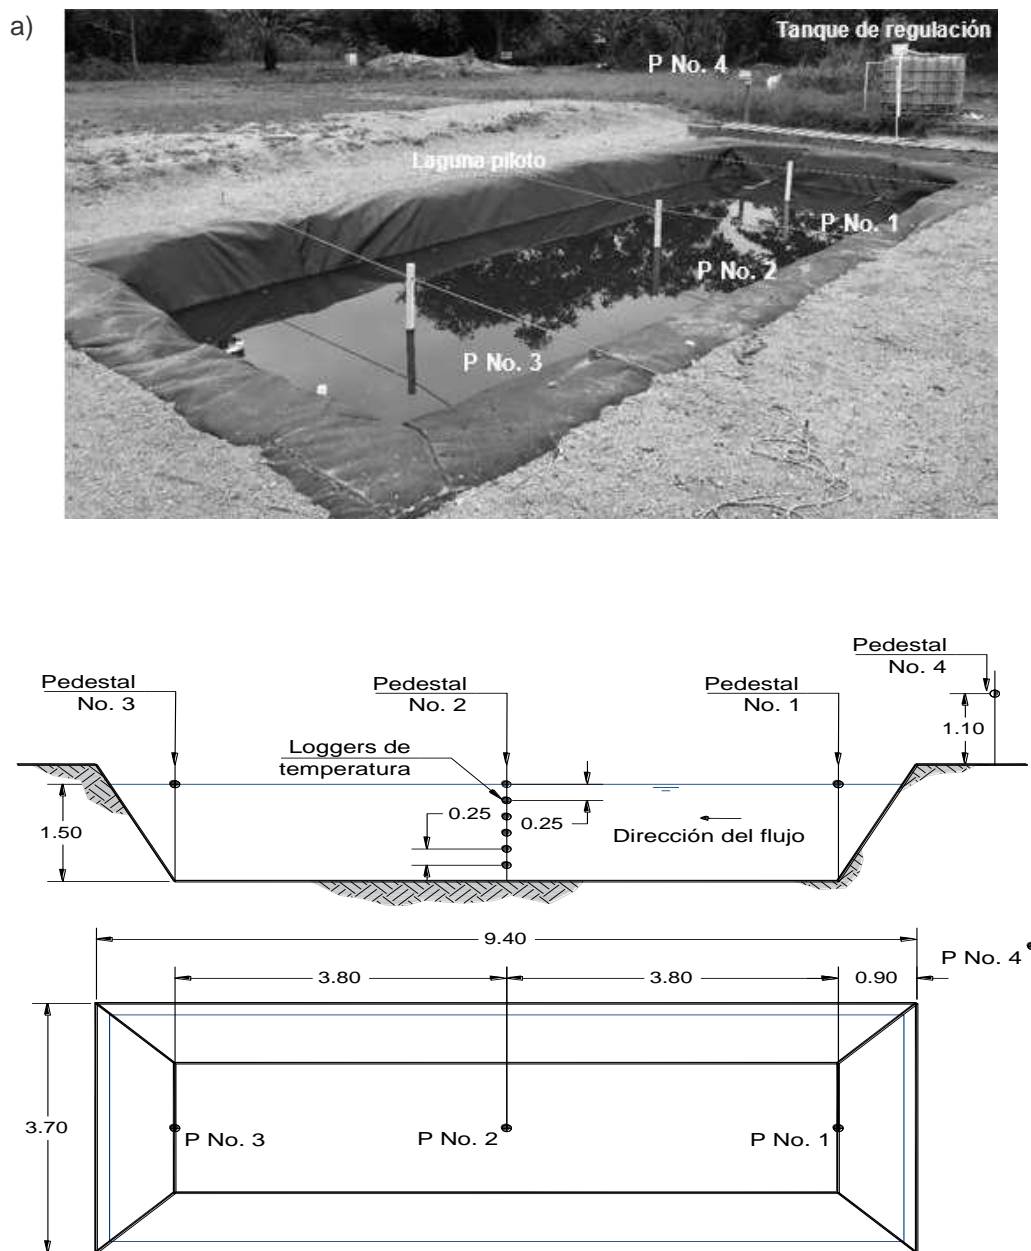 a)
Tanque de regulación
P No. 4
Laguna piloto
P No. 1
P No. 2
P No. 3
Pedestal
No. 4
Pedestal
No. 3
Pedestal
No. 2
Pedestal
No. 1
1.10
Loggers de
temperatura
1.50
0.25
0.25
Dirección del flujo
9.40
P No. 4
3.80
3.80
0.90
3.70
P No. 3
P No. 2
P No. 1